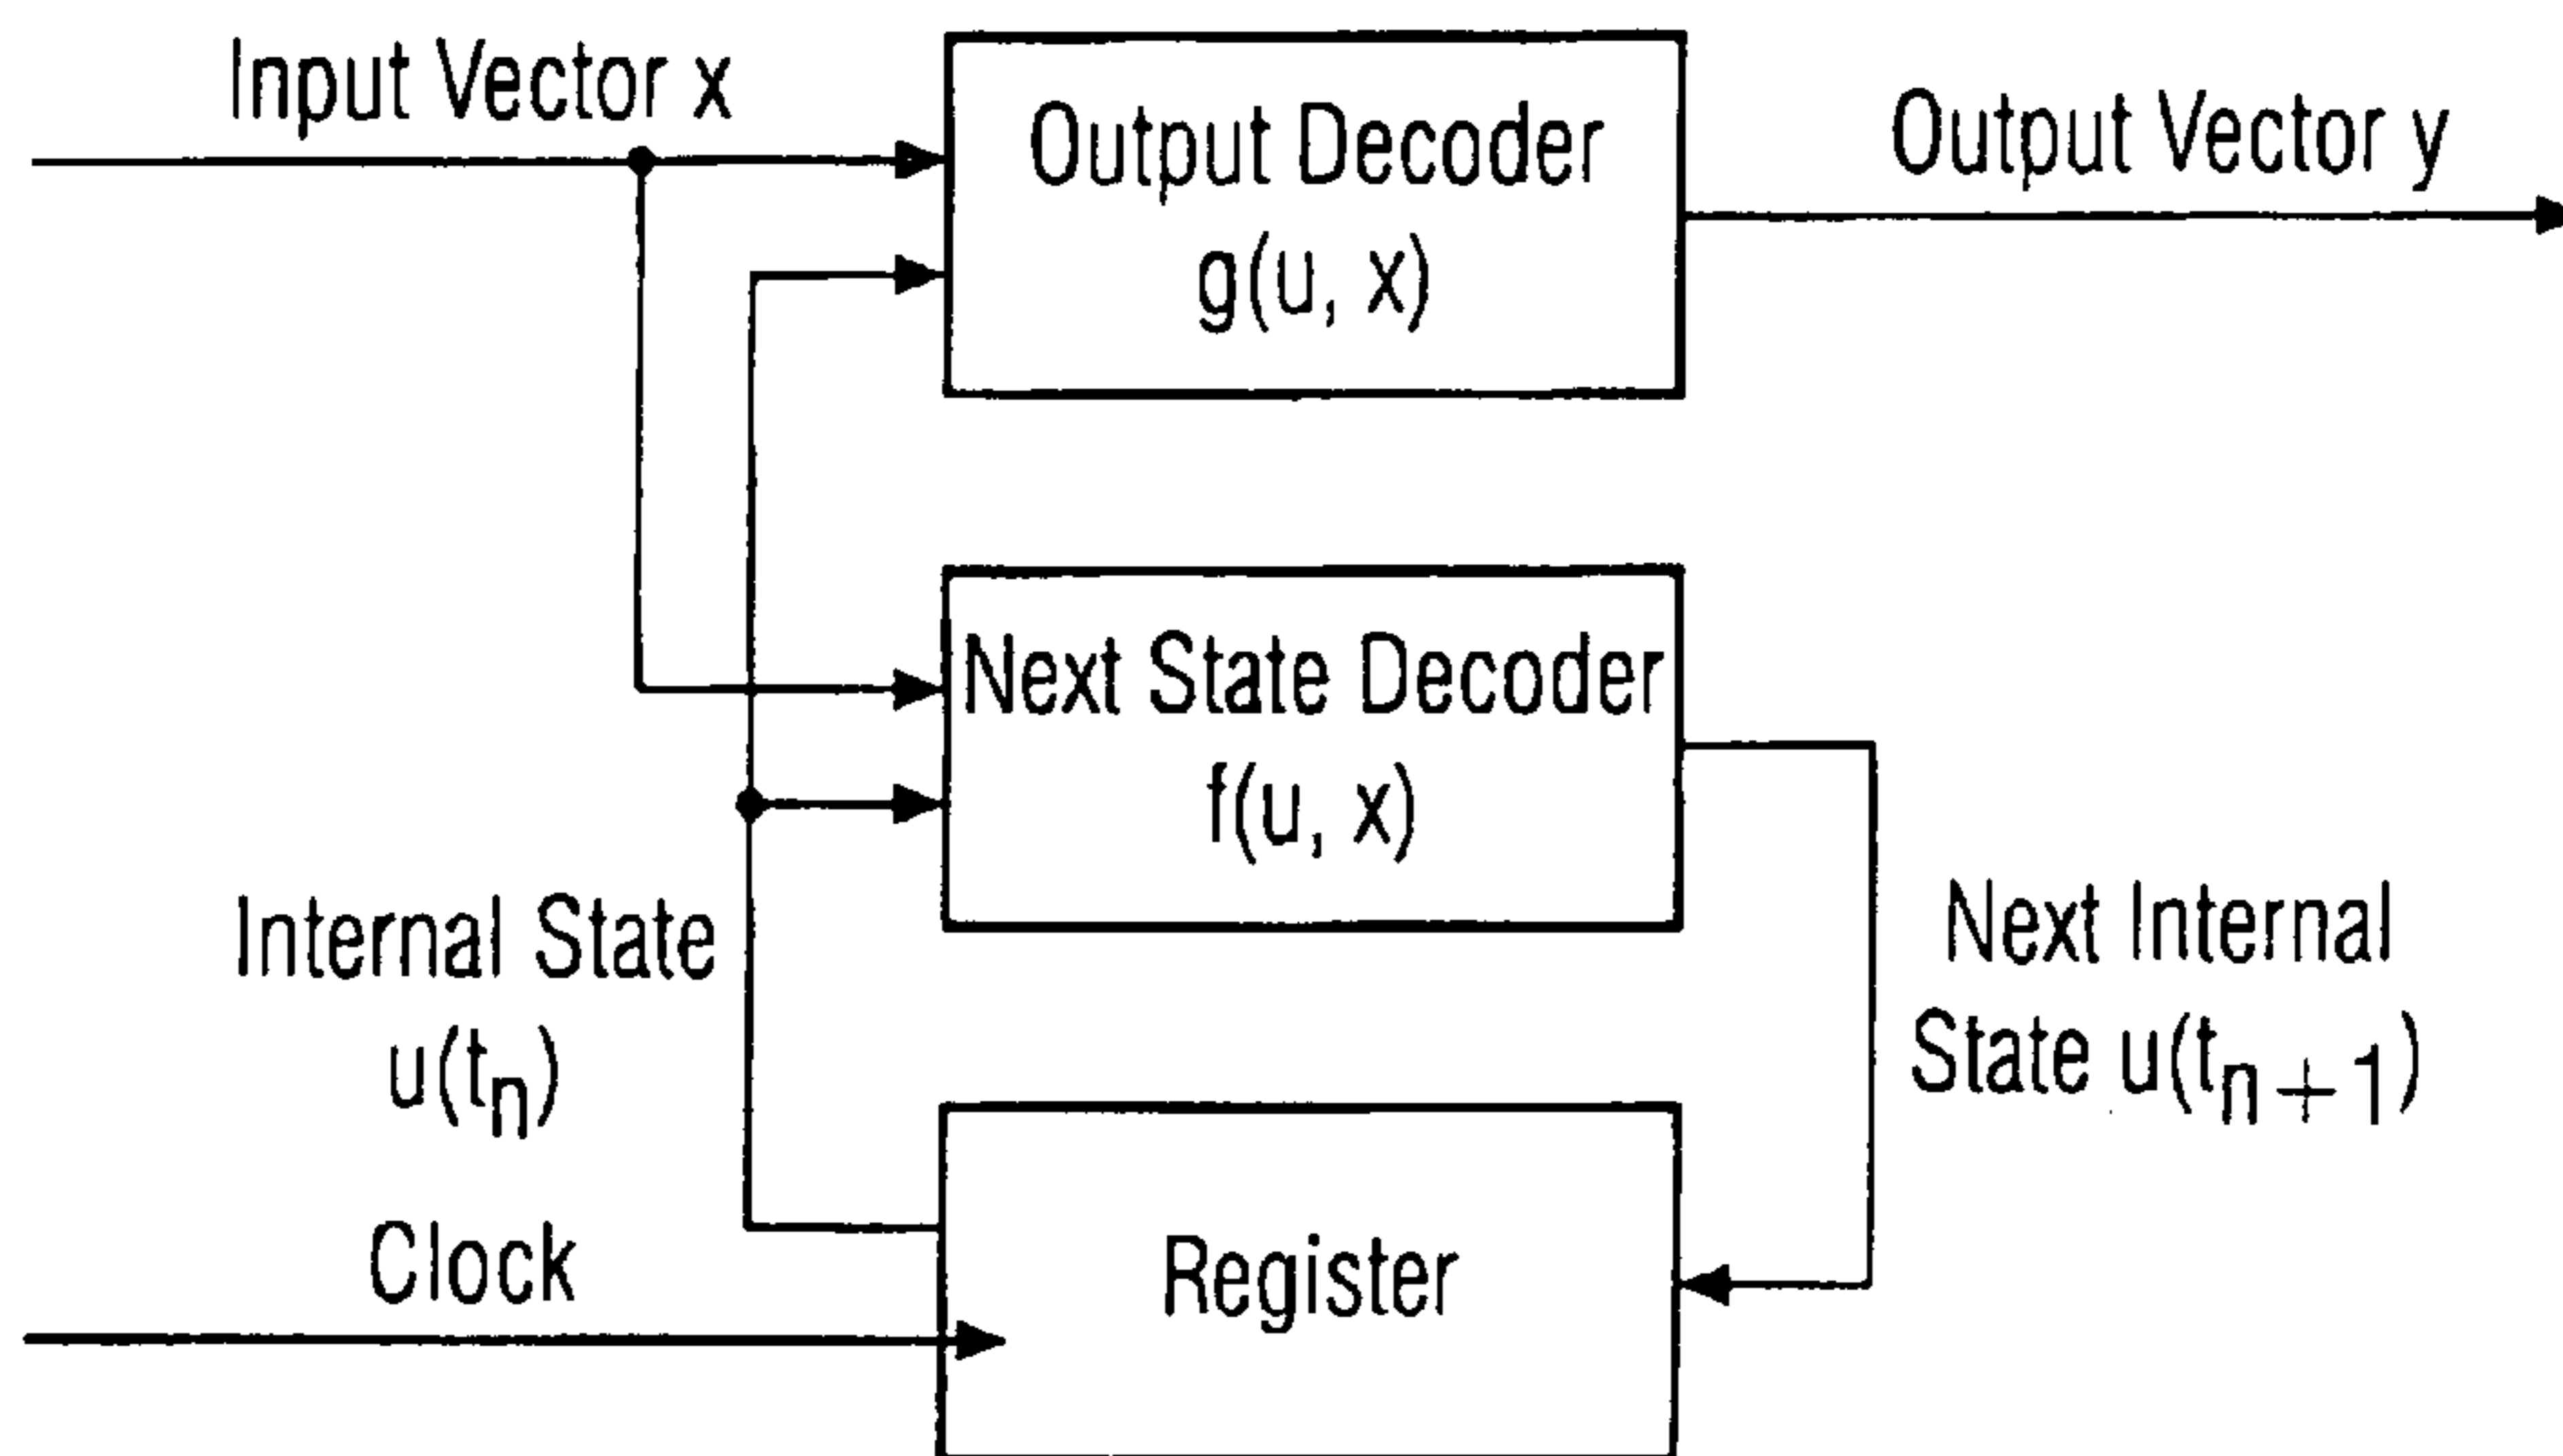 Input Vector x
Output Decoder
g(u, x)
Output Vector y
Next State Decoder
f(u, x)
Internal State
u(tₙ)
Next Internal
State u(tₙ₊₁)
Clock
Register